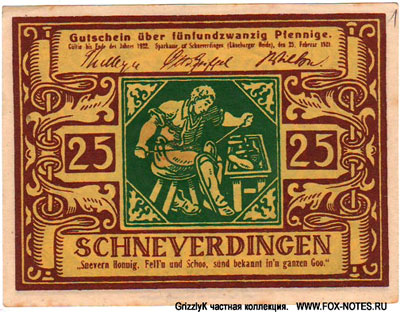 Gutschein über fünfundzwanzig Pfennige.
Gültig bis Ende des Jahres 1922. Sparkasse zu Schneverdingen (Lüneburger Heide), den 25. Februar 1921.
25 25
SCHNEVERDINGEN
„Snevern Honnig, Fell'n und Schoo, sünd bekannt in'n ganzen Goo."
GrizzlyK частная коллекция. WWW.FOX-NOTES.RU
1